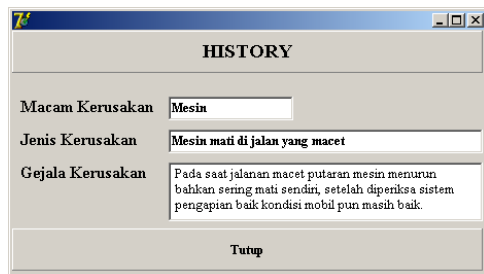 HISTORY
Macam Kerusakan Mesin
Jenis Kerusakan Mesin mati di jalan yang macet
Gejala Kerusakan Pada saat jalanan macet putaran mesin menurun
bahkan sering mati sendiri, setelah diperiksa sistem
pengapian baik kondisi mobil pun masih baik.
Tutup